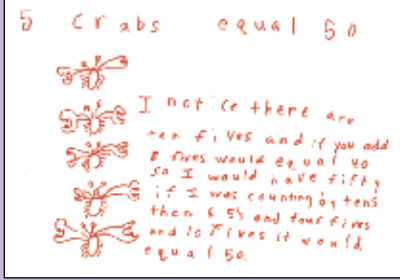 5 crabs equal 50
I notice there are
ten fives and if you add
8 fives would equal 40
so I would have fifty
if I was counting by tens
then 6 5's and four fives
and 10 fives it would
equal 50.